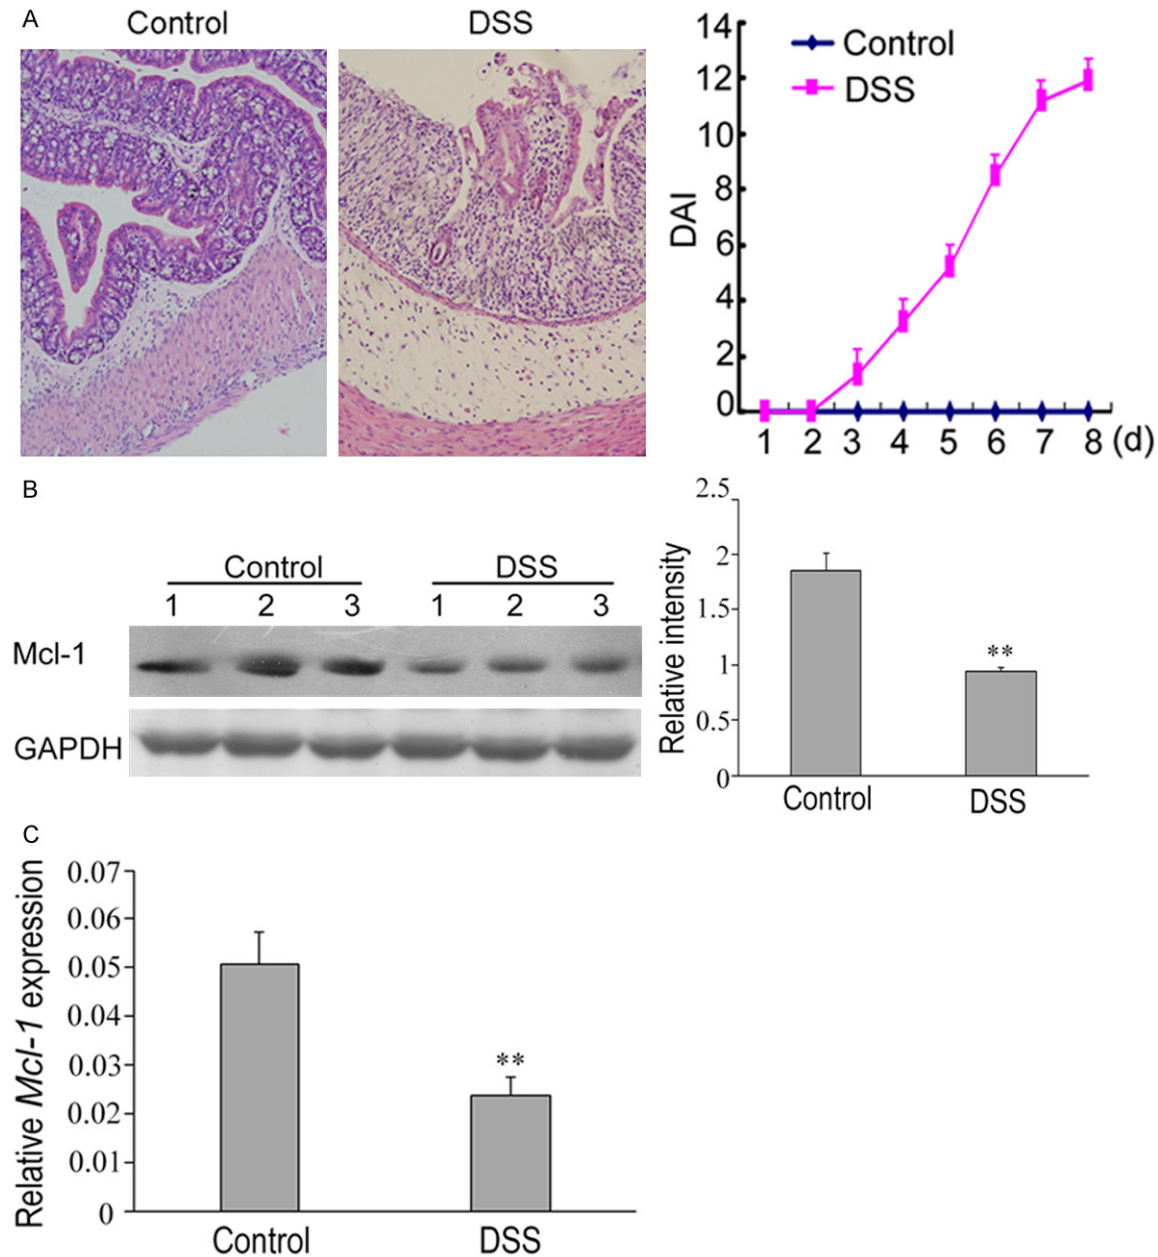 A
Control
DSS
14
12
10
8
6
4
2
0
DAI
Control
DSS
1 2 3 4 5 6 7 8 (d)
B
Control DSS
1 2 3 1 2 3
Mcl-1
GAPDH
2.5
2
1.5
1
0.5
0
Relative intensity
**
Control DSS
C
0.07
0.06
0.05
0.04
0.03
0.02
0.01
0
Relative Mcl-1 expression
**
Control DSS